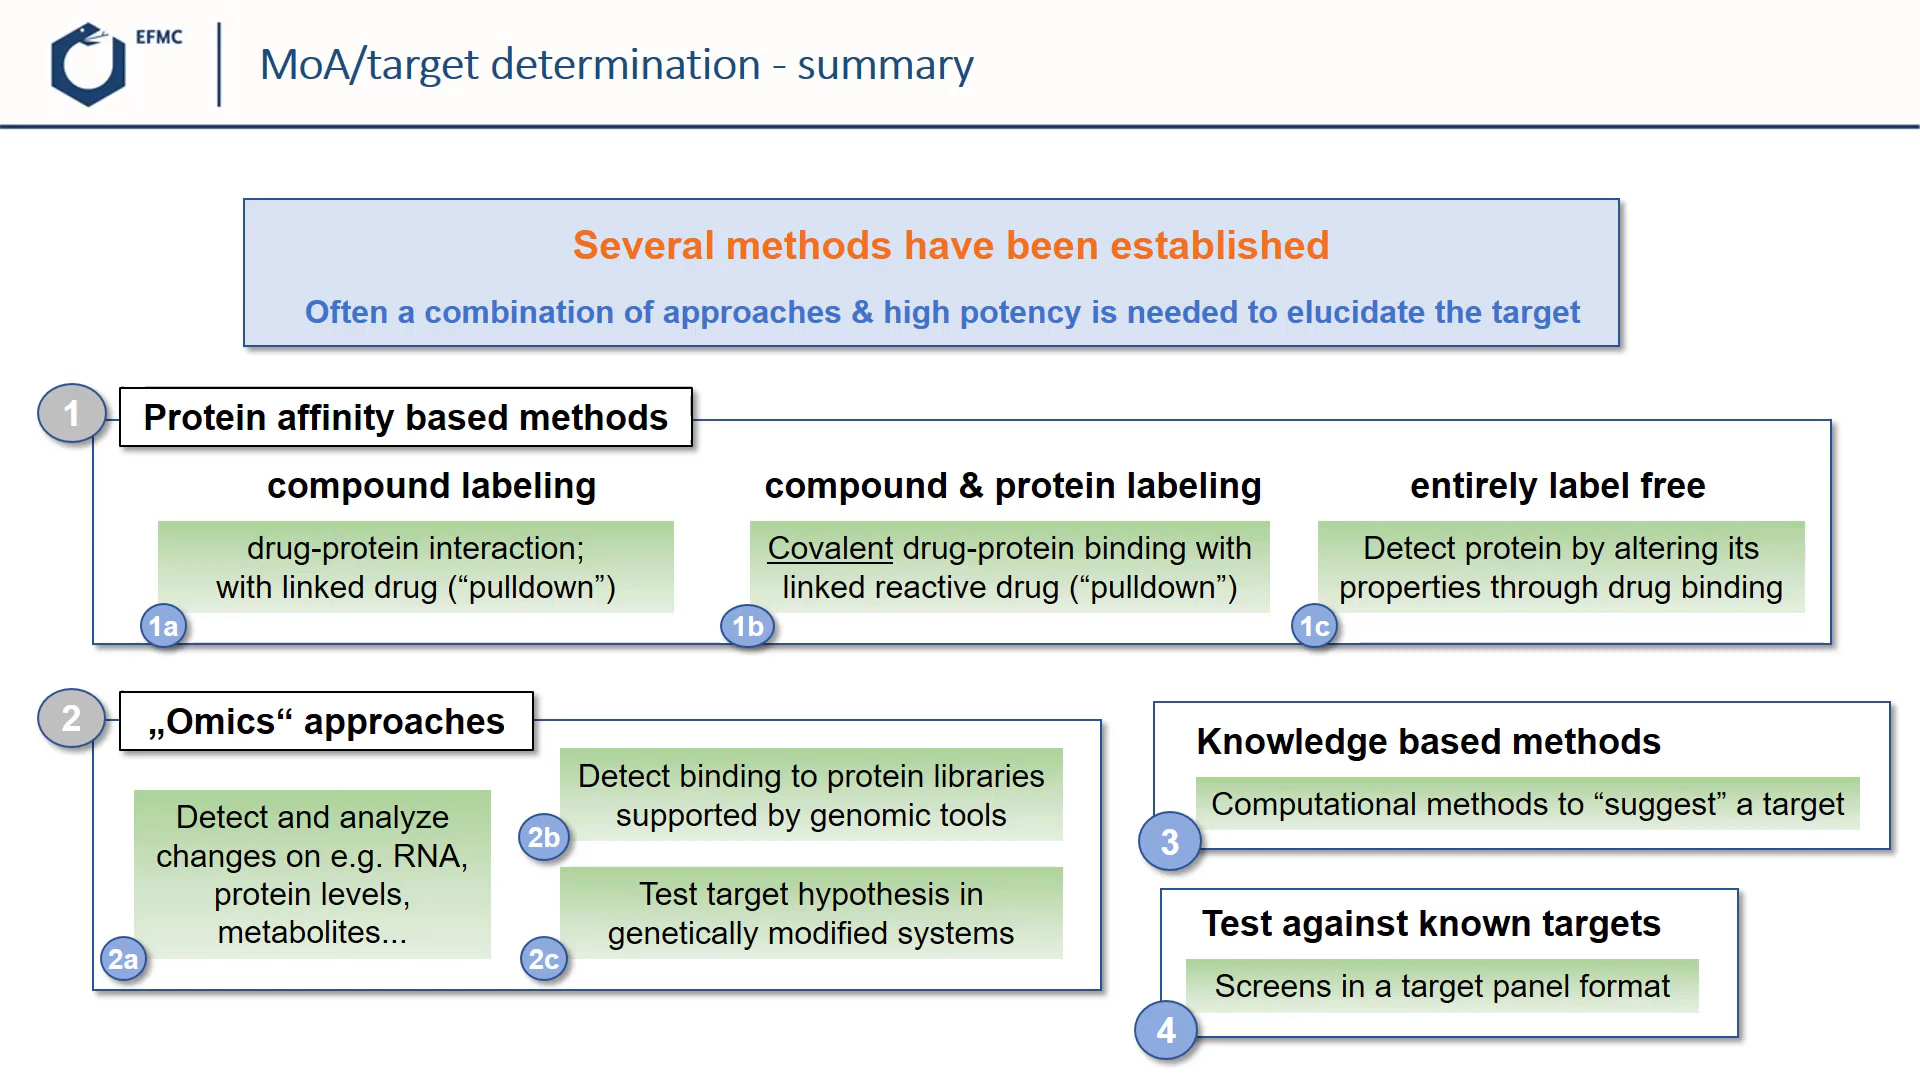 EFMC
MoA/target determination - summary
Several methods have been established
Often a combination of approaches & high potency is needed to elucidate the target
1
Protein affinity based methods
compound labeling
drug-protein interaction;
with linked drug (“pulldown”)
1a
compound & protein labeling
Covalent drug-protein binding with
linked reactive drug (“pulldown”)
1b
entirely label free
Detect protein by altering its
properties through drug binding
1c
2
„Omics“ approaches
Detect and analyze
changes on e.g. RNA,
protein levels,
metabolites...
2a
Detect binding to protein libraries
supported by genomic tools
2b
Test target hypothesis in
genetically modified systems
2c
Knowledge based methods
Computational methods to “suggest” a target
3
Test against known targets
Screens in a target panel format
4